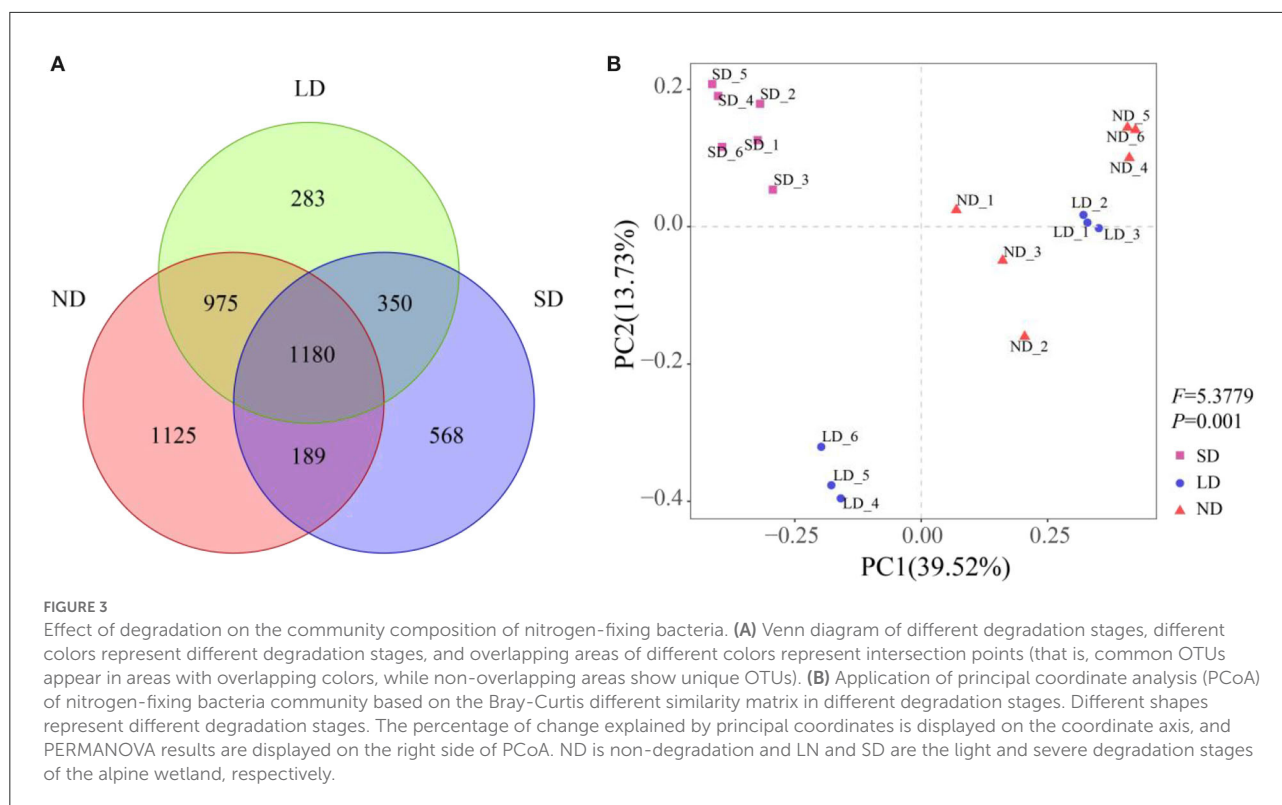 A
LD
283
ND
975
350
SD
1180
1125
189
568
B
0.2
0.0
−0.2
−0.4
PC2(13.73%)
SD_5
SD_4
SD_2
SD_1
SD_6
SD_3
ND_5
ND_6
ND_4
ND_1
LD_2
LD_1
LD_3
ND_3
ND_2
LD_6
LD_5
LD_4
−0.25
0.00
0.25
PC1(39.52%)
F=5.3779
P=0.001
SD
LD
ND
FIGURE 3
Effect of degradation on the community composition of nitrogen-fixing bacteria. (A) Venn diagram of different degradation stages, different
colors represent different degradation stages, and overlapping areas of different colors represent intersection points (that is, common OTUs
appear in areas with overlapping colors, while non-overlapping areas show unique OTUs). (B) Application of principal coordinate analysis (PCoA)
of nitrogen-fixing bacteria community based on the Bray-Curtis different similarity matrix in different degradation stages. Different shapes
represent different degradation stages. The percentage of change explained by principal coordinates is displayed on the coordinate axis, and
PERMANOVA results are displayed on the right side of PCoA. ND is non-degradation and LN and SD are the light and severe degradation stages
of the alpine wetland, respectively.